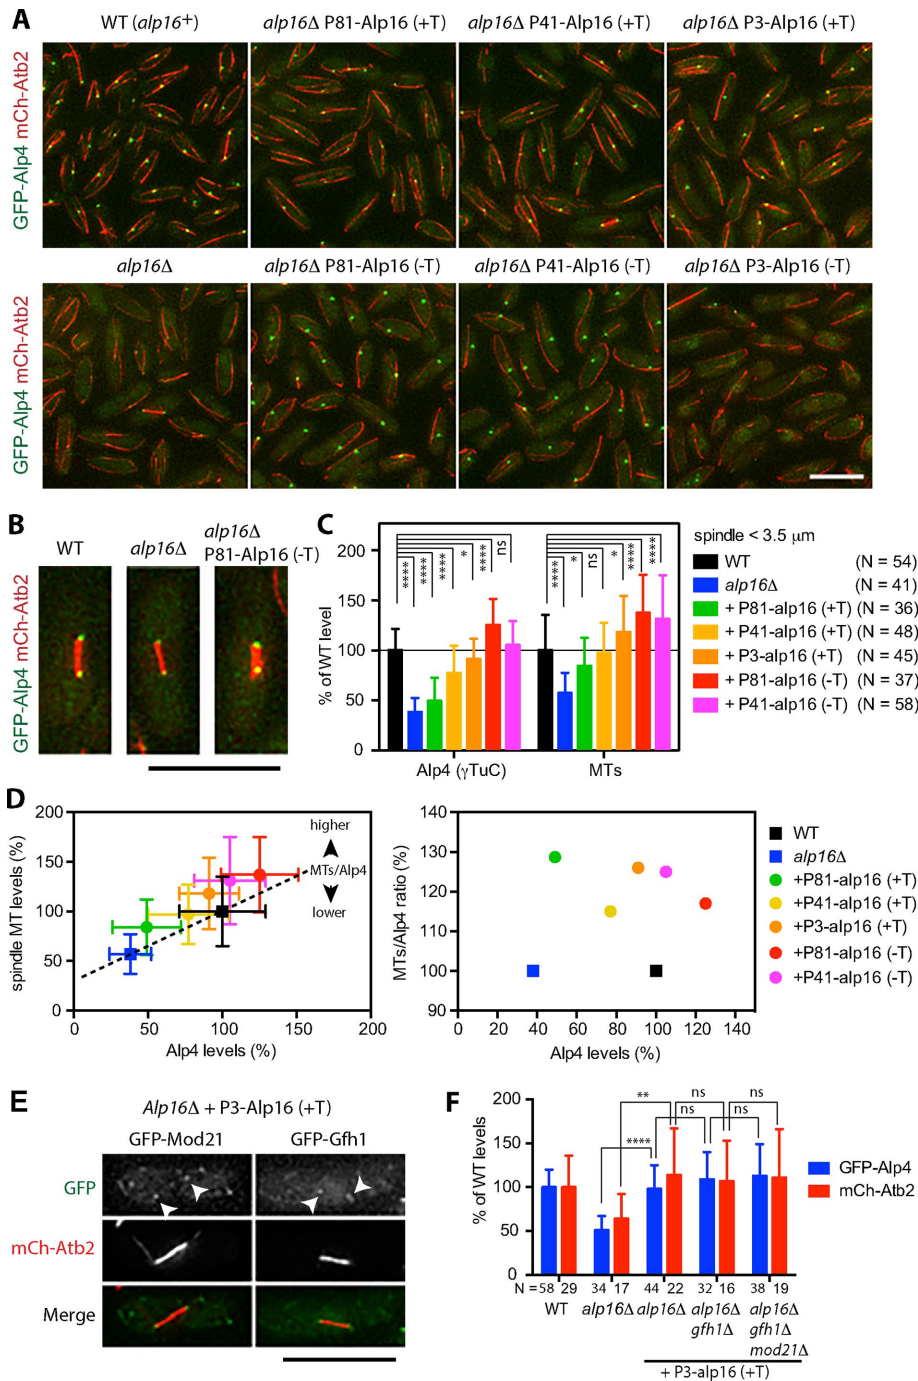 A
WT (alp16+)
alp16Δ P81-Alp16 (+T)
alp16Δ P41-Alp16 (+T)
alp16Δ P3-Alp16 (+T)
GFP-Alp4 mCh-Atb2
alp16Δ
alp16Δ P81-Alp16 (-T)
alp16Δ P41-Alp16 (-T)
alp16Δ P3-Alp16 (-T)
GFP-Alp4 mCh-Atb2
B
WT
alp16Δ
alp16Δ
P81-Alp16 (-T)
GFP-Alp4 mCh-Atb2
C
% of WT level
200
150
100
50
0
**** **** **** * **** ns
**** * ns * **** ****
Alp4 (γTuC)
MTs
spindle < 3.5 μm
WT (N = 54)
alp16Δ (N = 41)
+ P81-alp16 (+T) (N = 36)
+ P41-alp16 (+T) (N = 48)
+ P3-alp16 (+T) (N = 45)
+ P81-alp16 (-T) (N = 37)
+ P41-alp16 (-T) (N = 58)
D
spindle MT levels (%)
200
150
100
50
0
0 50 100 150 200
Alp4 levels (%)
higher
MTs/Alp4
lower
MTs/Alp4 ratio (%)
140
130
120
110
100
90
0 20 40 60 80 100 120 140
Alp4 levels (%)
WT
alp16Δ
+P81-alp16 (+T)
+P41-alp16 (+T)
+P3-alp16 (+T)
+P81-alp16 (-T)
+P41-alp16 (-T)
E
Alp16Δ + P3-Alp16 (+T)
GFP-Mod21
GFP-Gfh1
GFP
mCh-Atb2
Merge
F
% of WT levels
200
150
100
50
0
** ns ns
**** ns ns
GFP-Alp4
mCh-Atb2
N = 58 29 34 17 44 22 32 16 38 19
WT alp16Δ alp16Δ alp16Δ alp16Δ
gfh1Δ gfh1Δ
mod21Δ
+ P3-alp16 (+T)